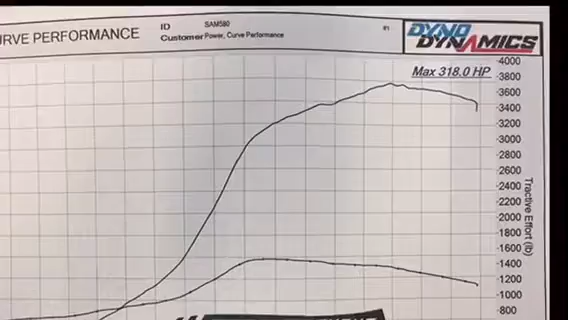 URVE PERFORMANCE
ID SAM580
Customer Power, Curve Performance
#1
DYNO
DYNAMICS
Max 318.0 HP
4000
3800
3600
3400
3200
3000
2800
2600
2400
2200
2000
1800
1600
1400
1200
1000
800
Tractive Effort (lb)